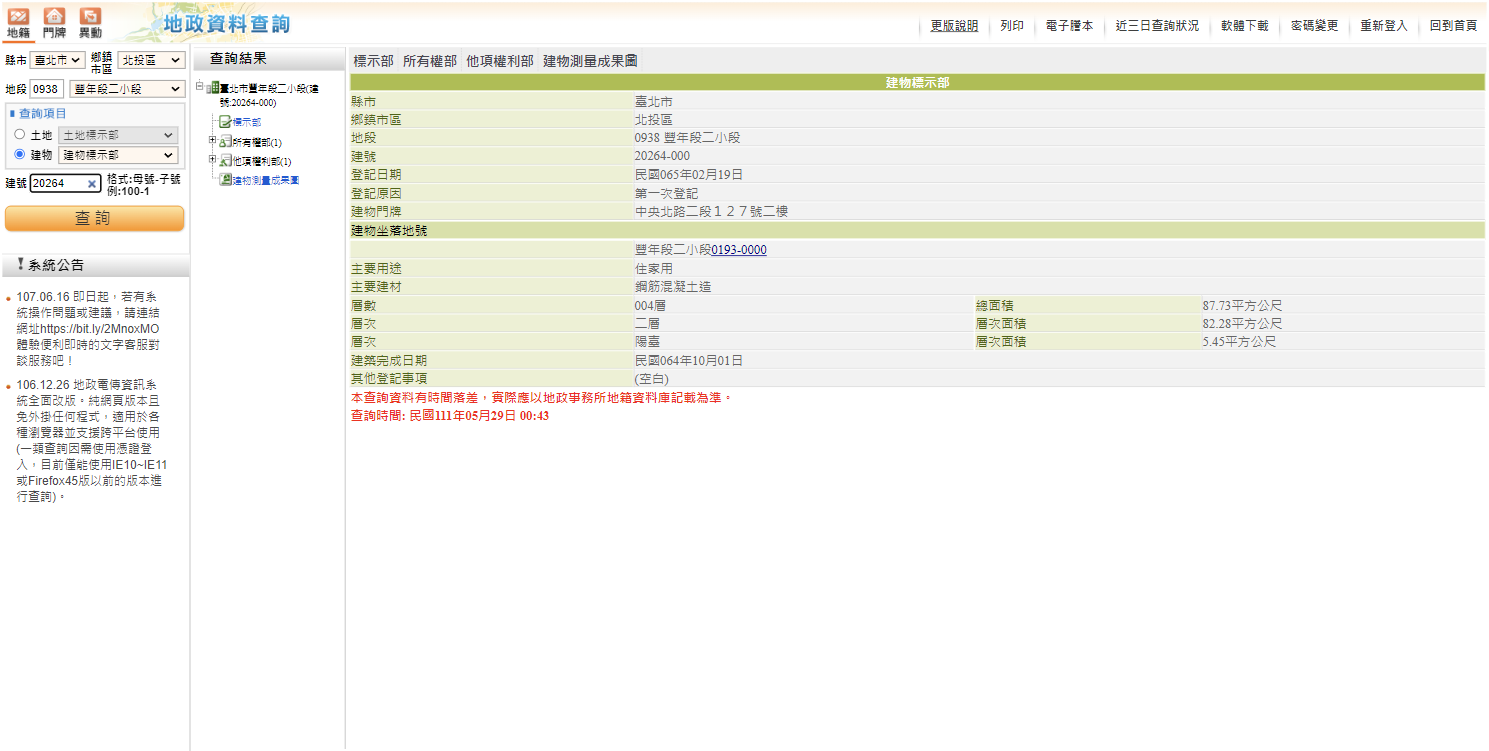 地籍 門牌 異動 地政資料查詢 更版說明 列印 電子謄本 近三日查詢狀況 軟體下載 密碼變更 重新登入 回到首頁
縣市 臺北市 鄉鎮市區 北投區
地段 0938 豐年段二小段
查詢項目
土地 土地標示部
建物 建物標示部
建號 20264 格式:母號-子號
例:100-1
查詢
系統公告
107.06.16 即日起，若有系
統操作問題或建議，請連結
網址https://bit.ly/2MnoxMO
體驗便利即時的文字客服對
談服務吧！
106.12.26 地政電傳資訊系
統全面改版。純網頁版本且
免外掛任何程式，適用於各
種瀏覽器並支援跨平台使用
(一類查詢因需使用憑證登
入，目前僅能使用IE10~IE11
或Firefox45版以前的版本進
行查詢)。
查詢結果
臺北市豐年段二小段(建
號:20264-000)
標示部
所有權部(1)
他項權利部(1)
建物測量成果圖
標示部 所有權部 他項權利部 建物測量成果圖
建物標示部
縣市 臺北市
鄉鎮市區 北投區
地段 0938 豐年段二小段
建號 20264-000
登記日期 民國065年02月19日
登記原因 第一次登記
建物門牌 中央北路二段１２７號二樓
建物坐落地號
豐年段二小段0193-0000
主要用途 住家用
主要建材 鋼筋混凝土造
層數 004層 總面積 87.73平方公尺
層次 二層 層次面積 82.28平方公尺
層次 陽臺 層次面積 5.45平方公尺
建築完成日期 民國064年10月01日
其他登記事項 (空白)
本查詢資料有時間落差，實際應以地政事務所地籍資料庫記載為準。
查詢時間: 民國111年05月29日 00:43